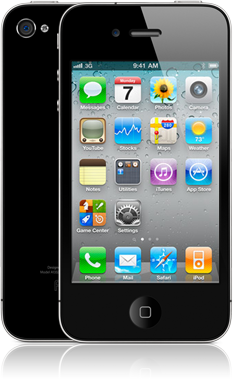 3G 9:41 AM
Monday
7
73°
Messages Calendar Photos Camera
YouTube Stocks Maps Weather
Notes Utilities iTunes App Store
Game Center Settings
Phone Mail Safari iPod